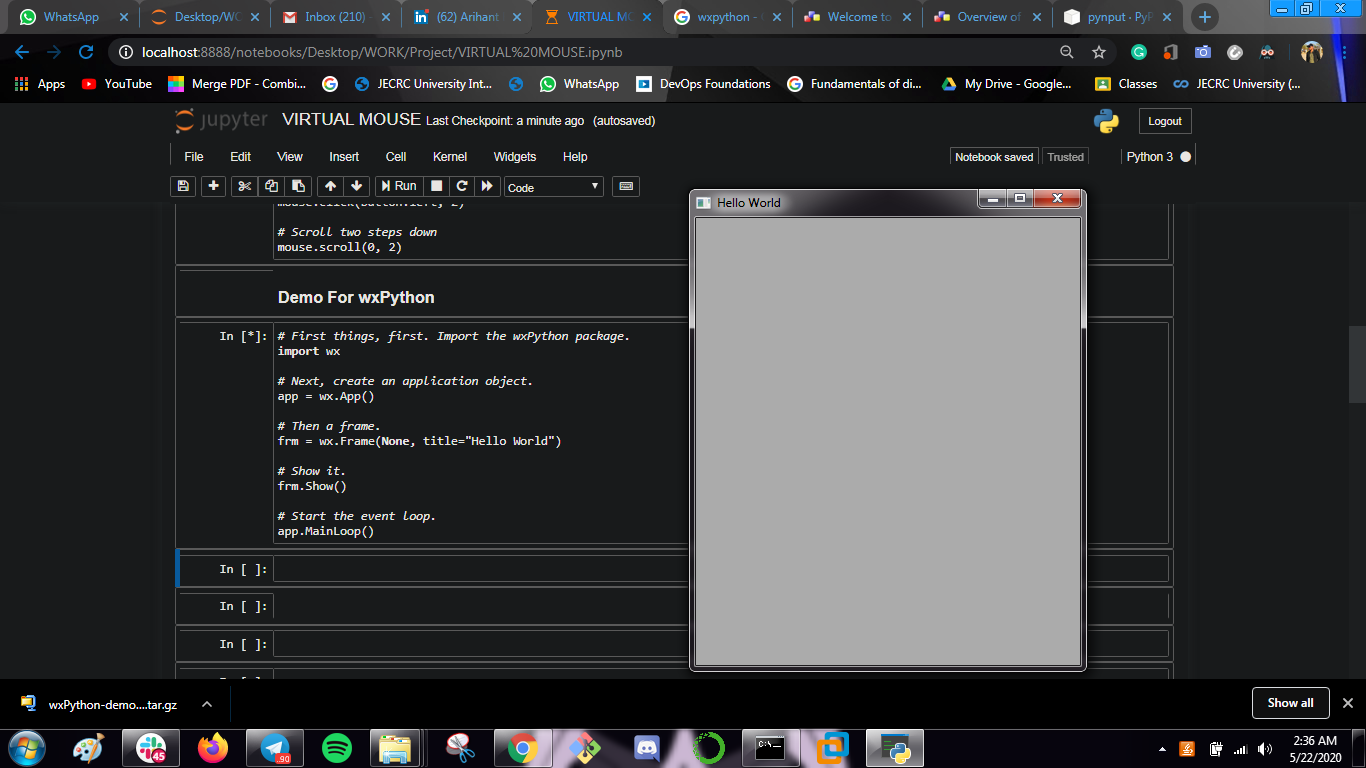 WhatsApp
Desktop/WO
Inbox (210) -
(62) Arihant
VIRTUAL MO
wxpython -
Welcome to
Overview of
pynput · PyP
localhost:8888/notebooks/Desktop/WORK/Project/VIRTUAL%20MOUSE.ipynb
Apps
YouTube
Merge PDF - Combi...
JECRC University Int...
WhatsApp
DevOps Foundations
Fundamentals of di...
My Drive - Google...
Classes
JECRC University (...
jupyter VIRTUAL MOUSE Last Checkpoint: a minute ago (autosaved)
Logout
File Edit View Insert Cell Kernel Widgets Help
Notebook saved Trusted Python 3
Run Code
Hello World
mouse.click(Button.left, 2)
# Scroll two steps down
mouse.scroll(0, 2)
Demo For wxPython
In [*]: # First things, first. Import the wxPython package.
import wx
# Next, create an application object.
app = wx.App()
# Then a frame.
frm = wx.Frame(None, title="Hello World")
# Show it.
frm.Show()
# Start the event loop.
app.MainLoop()
In [ ]:
In [ ]:
In [ ]:
wxPython-demo....tar.gz
Show all
45
90
C:\_
2:36 AM
5/22/2020